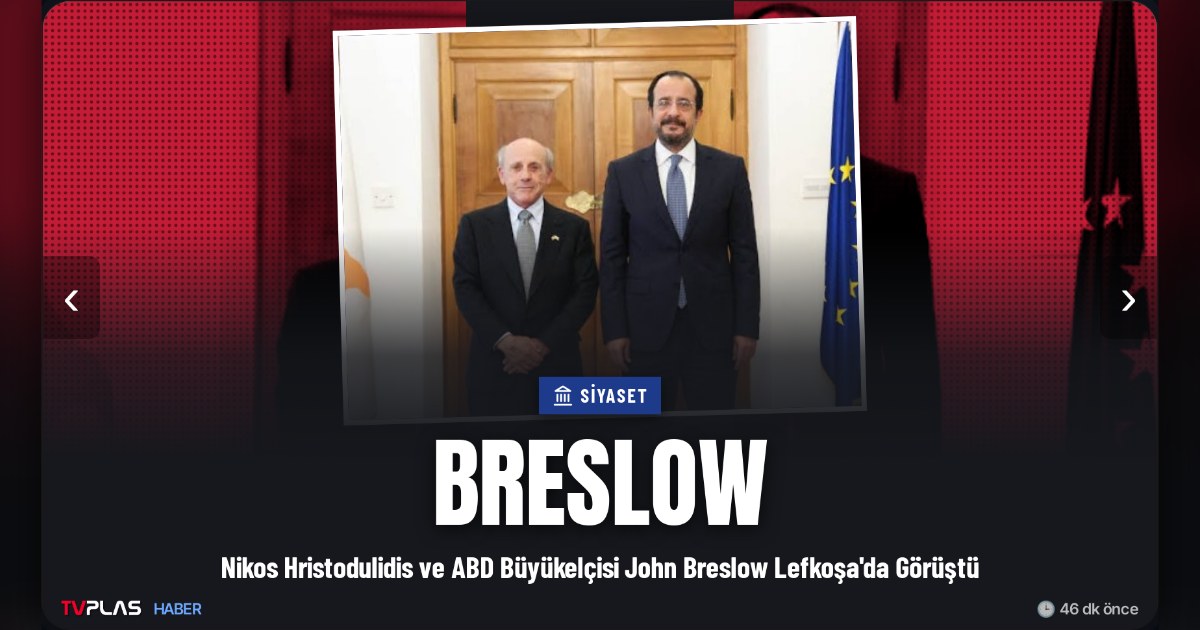 SİYASET
BRESLOW
Nikos Hristodulidis ve ABD Büyükelçisi John Breslow Lefkoşa'da Görüştü
TVPLAS HABER
46 dk önce